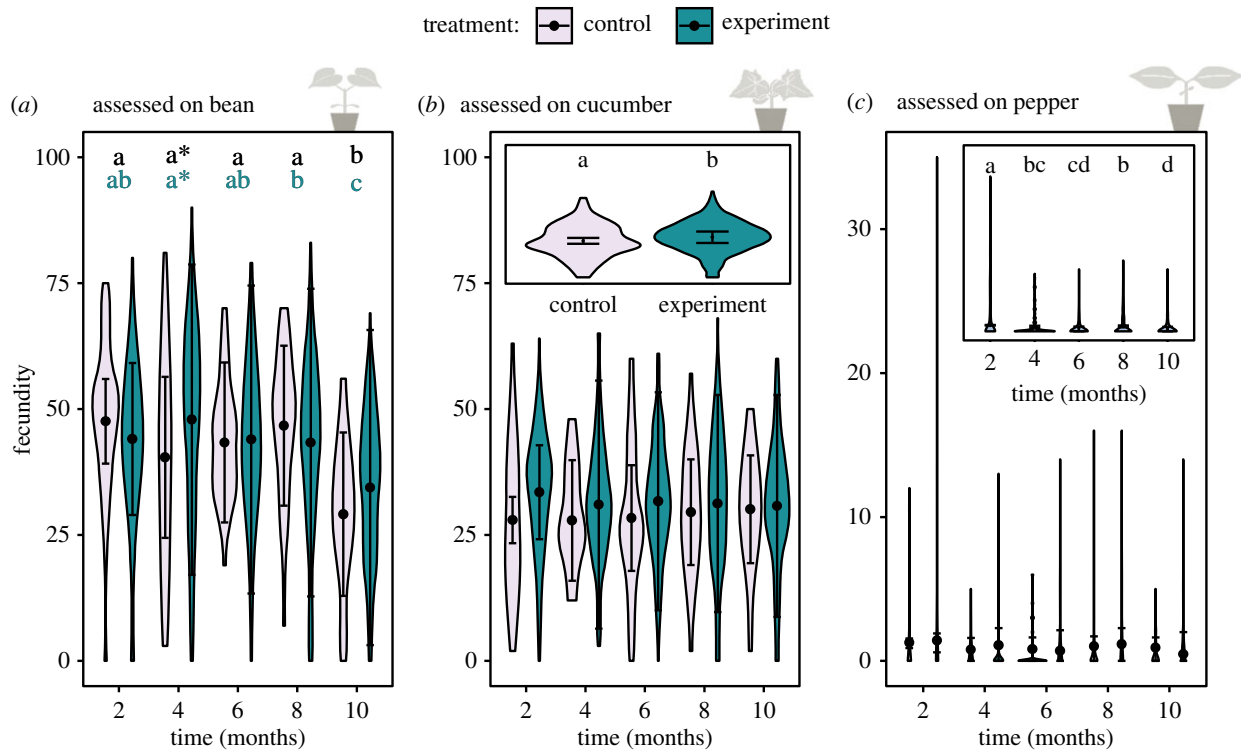 treatment: control experiment
(a) assessed on bean
100
75
50
25
0
fecundity
a a* a a b
ab a* ab b c
2 4 6 8 10
time (months)
(b) assessed on cucumber
100
75
50
25
0
a b
control experiment
2 4 6 8 10
time (months)
(c) assessed on pepper
30
20
10
0
a bc cd b d
2 4 6 8 10
time (months)
2 4 6 8 10
time (months)